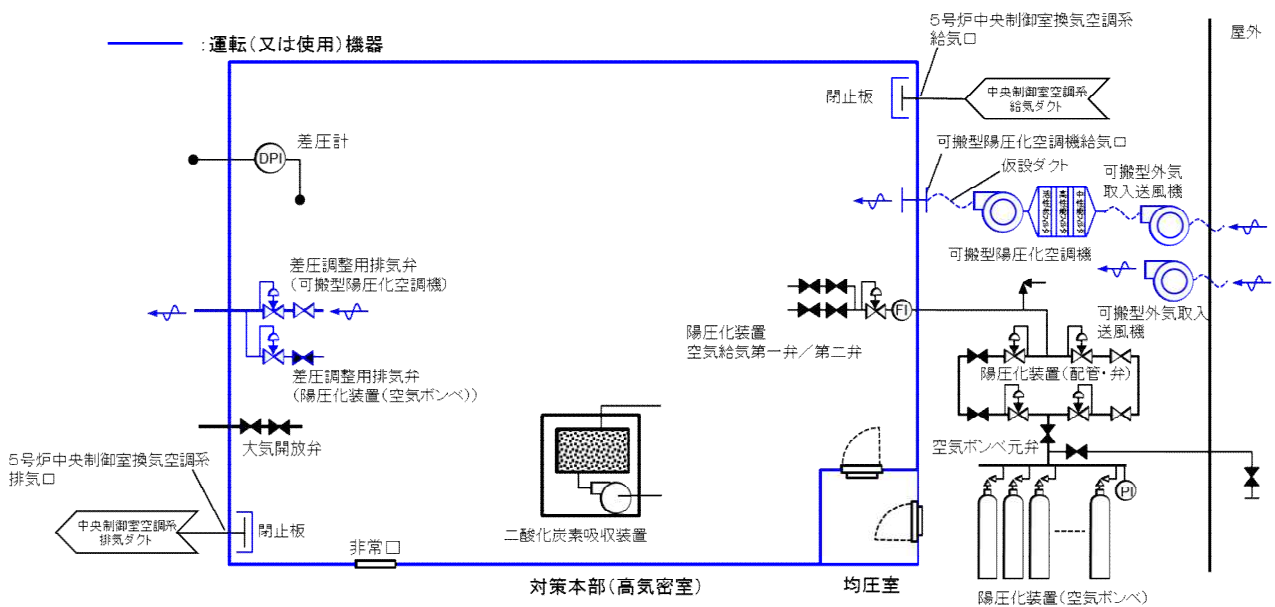 ：運転(又は使用)機器
5号炉中央制御室換気空調系
給気口
屋外
閉止板
中央制御室空調系
給気ダクト
差圧計
DPI
可搬型陽圧化空調機給気口
仮設ダクト
可搬型外気
取入送風機
可搬型陽圧化空調機
差圧調整用排気弁
(可搬型陽圧化空調機)
FI
陽圧化装置
空気給気第一弁／第二弁
可搬型外気取入
送風機
差圧調整用排気弁
(陽圧化装置(空気ボンベ))
陽圧化装置(配管・弁)
大気開放弁
空気ボンベ元弁
5号炉中央制御室換気空調系
排気口
PI
中央制御室空調系
排気ダクト
閉止板
二酸化炭素吸収装置
非常口
対策本部(高気密室)
均圧室
陽圧化装置(空気ボンベ)